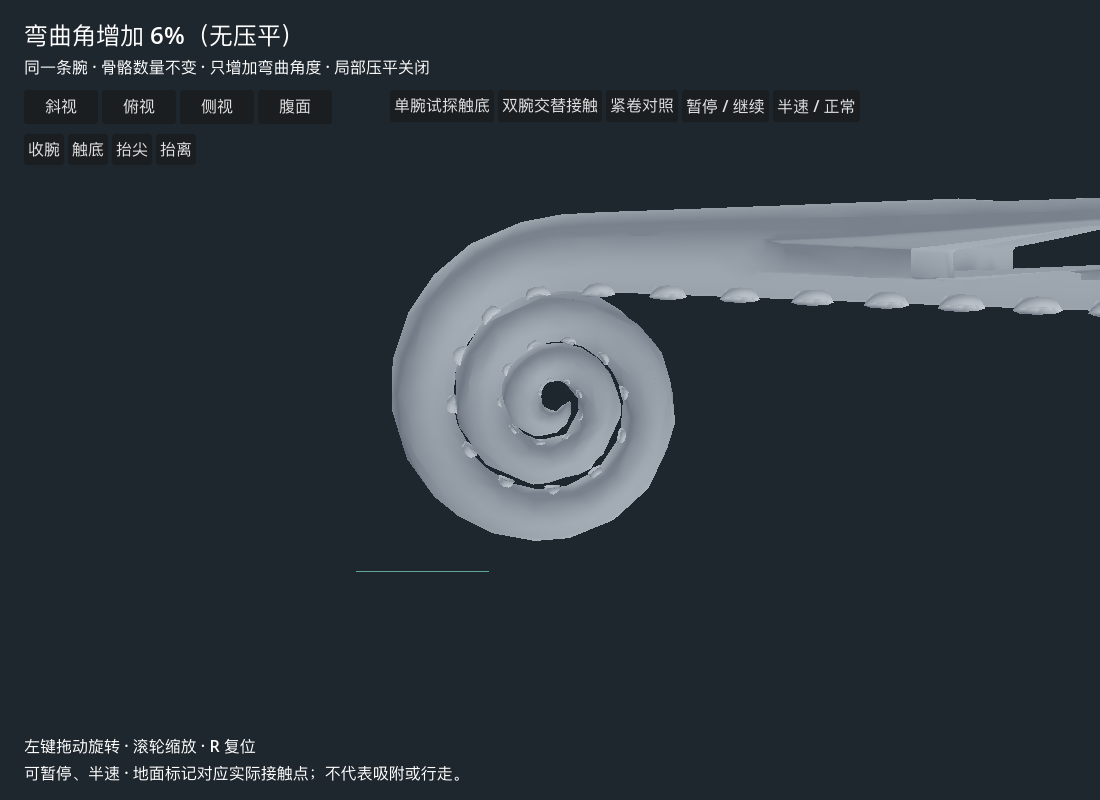 弯曲角增加 6%（无压平）
同一条腕 · 骨骼数量不变 · 只增加弯曲角度 · 局部压平关闭
斜视 俯视 侧视 腹面 单腕试探触底 双腕交替接触 紧卷对照 暂停 / 继续 半速 / 正常
收腕 触底 抬尖 抬离
左键拖动旋转 · 滚轮缩放 · R 复位
可暂停、半速 · 地面标记对应实际接触点；不代表吸附或行走。